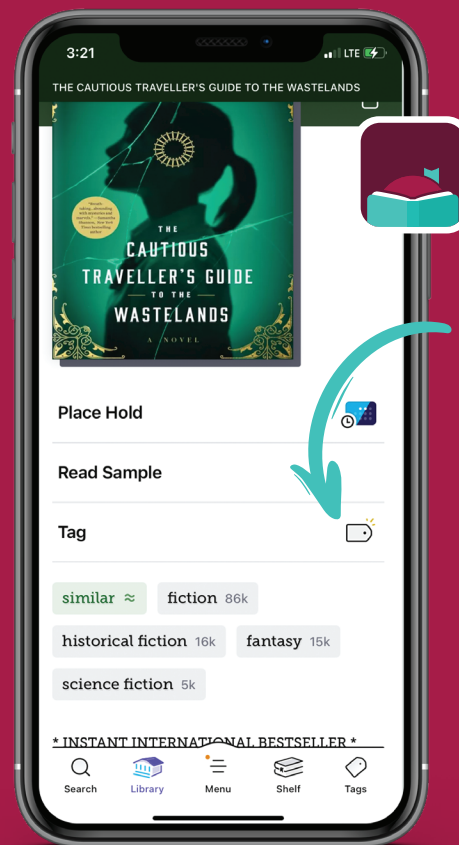 3:21
LTE
THE CAUTIOUS TRAVELLER'S GUIDE TO THE WASTELANDS
THE
CAUTIOUS
TRAVELLER'S GUIDE
TO THE
WASTELANDS
A NOVEL
Place Hold
Read Sample
Tag
similar ≈
fiction 86k
historical fiction 16k
fantasy 15k
science fiction 5k
* INSTANT INTERNATIONAL BESTSELLER *
Search
Library
Menu
Shelf
Tags